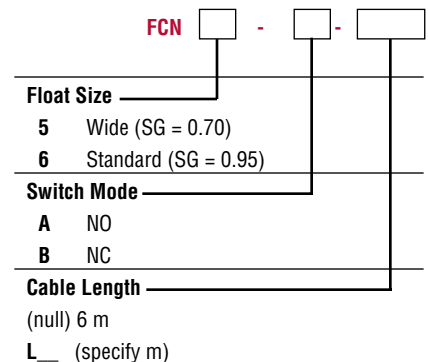 FCN - -
Float Size
5 Wide (SG = 0.70)
6 Standard (SG = 0.95)
Switch Mode
A NO
B NC
Cable Length
(null) 6 m
L__ (specify m)